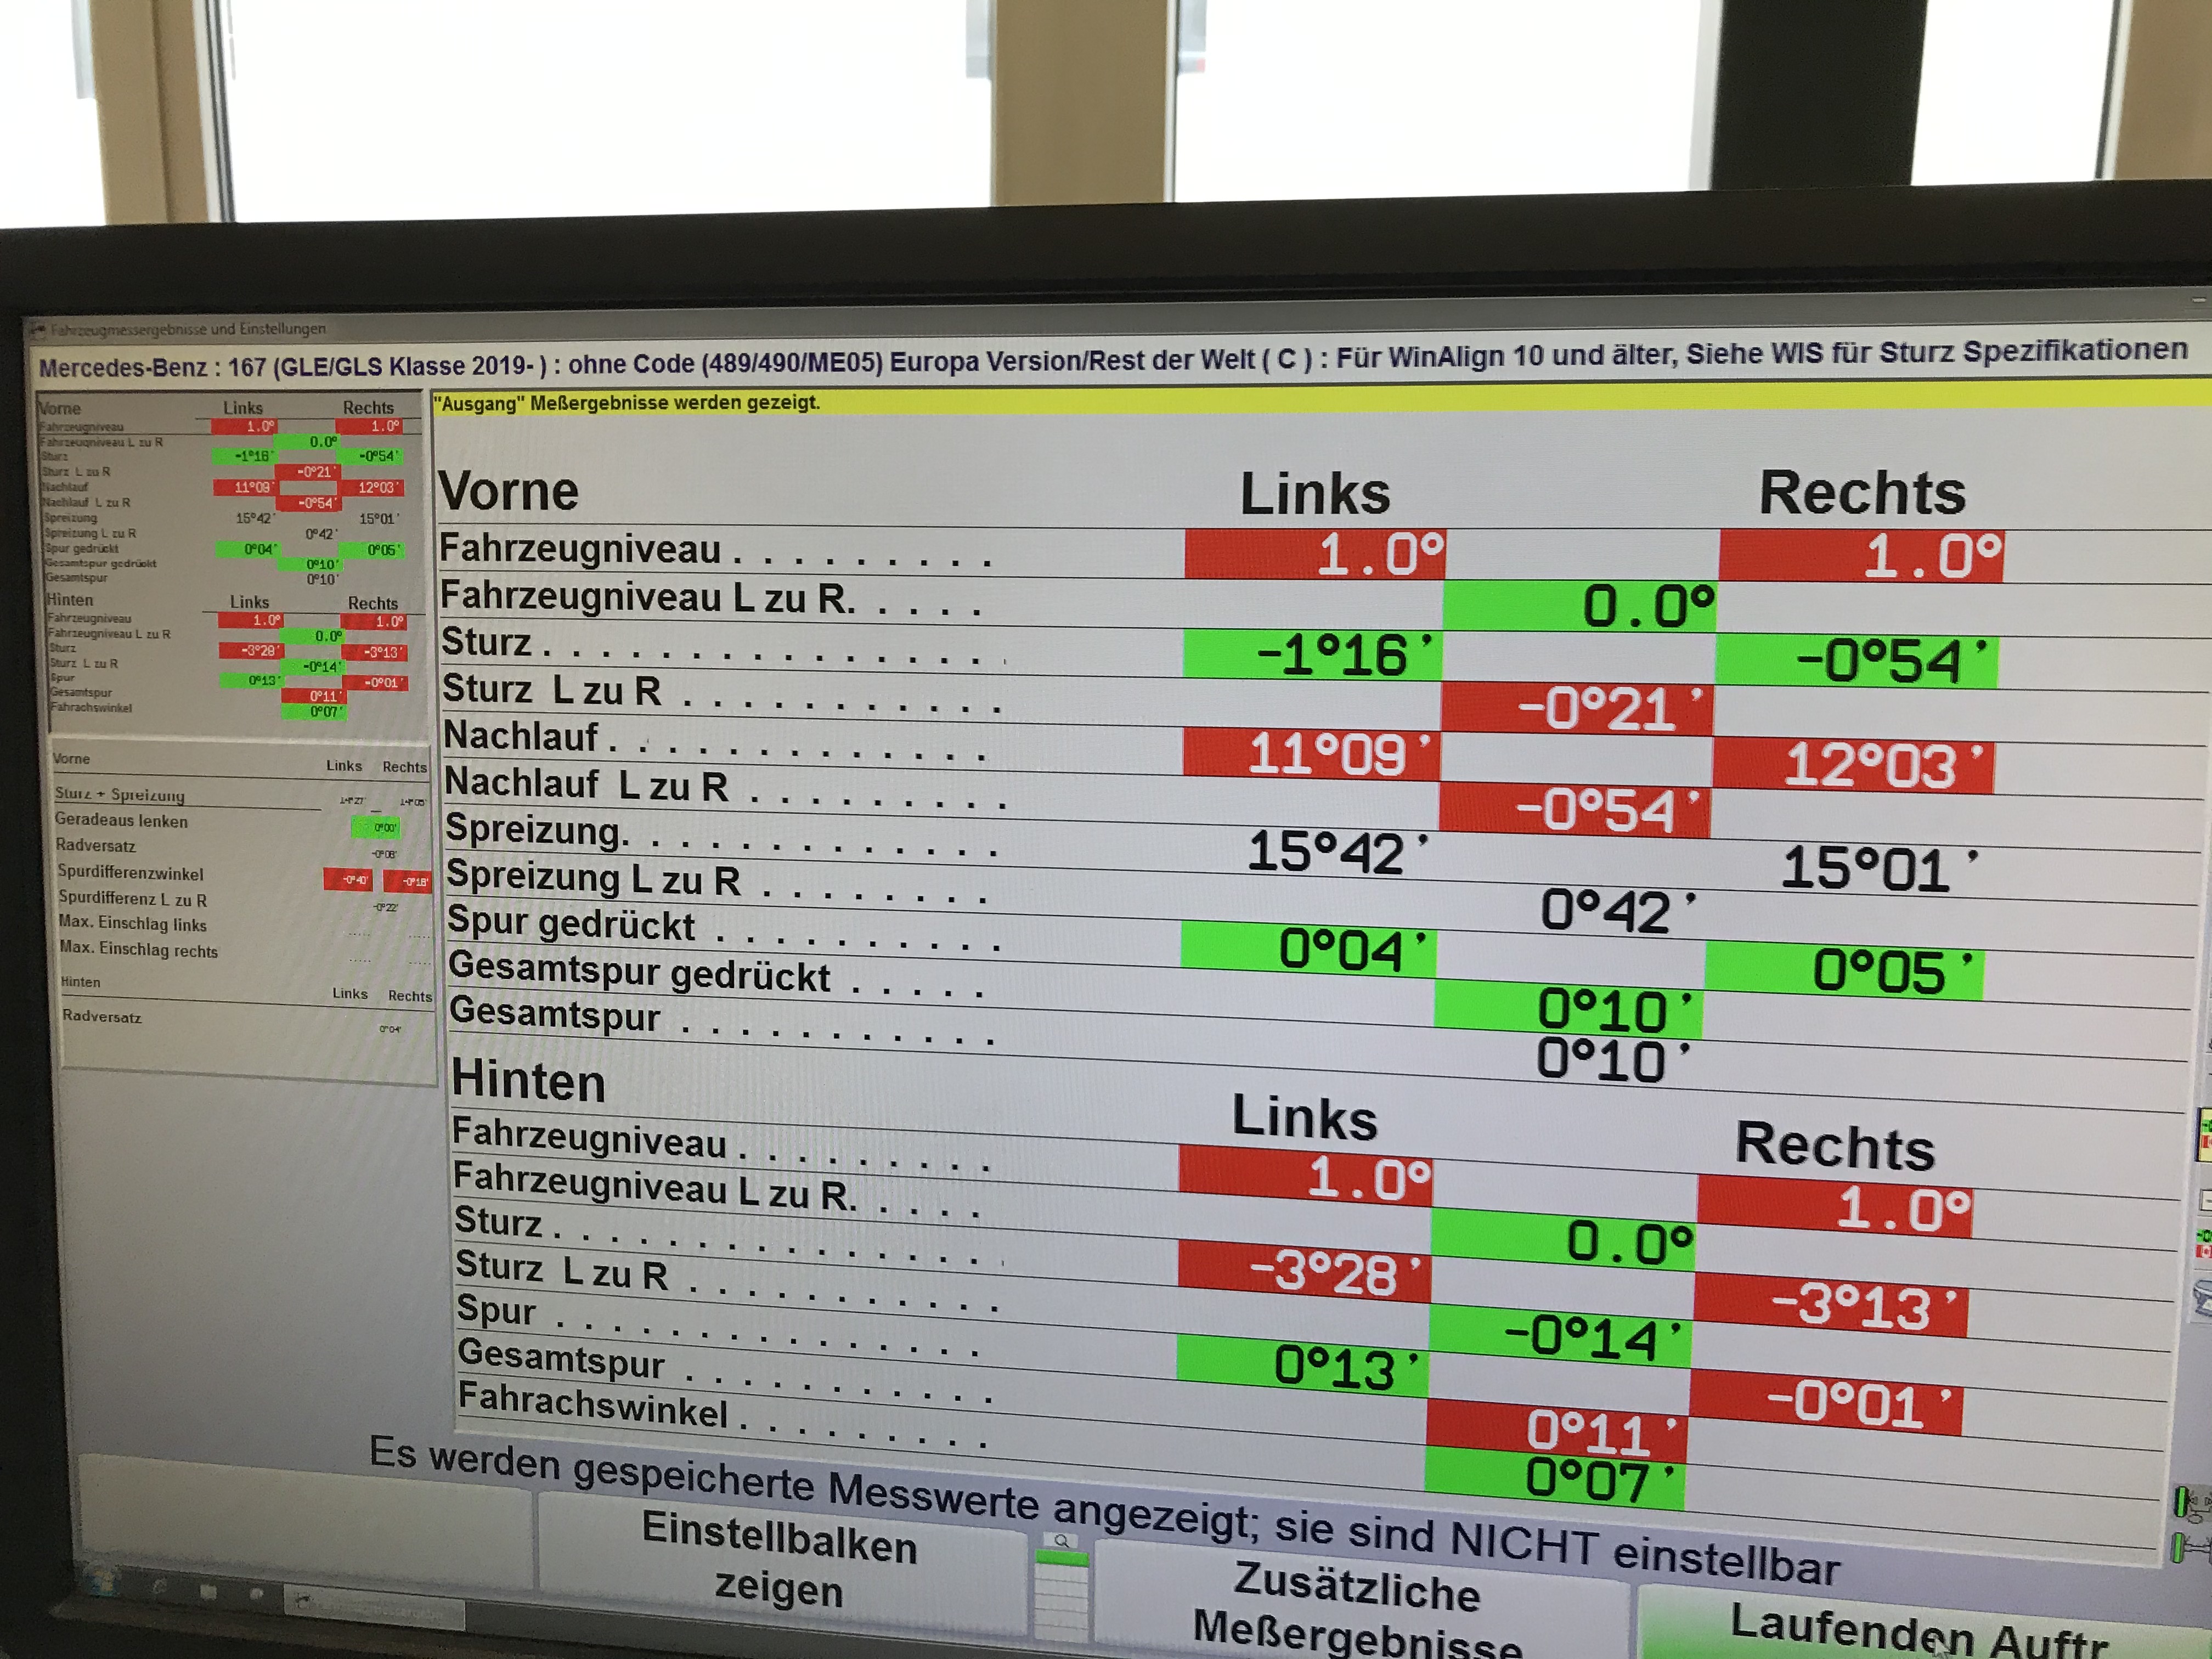 Fahrzeugmessergebnisse und Einstellungen
Mercedes-Benz : 167 (GLE/GLS Klasse 2019- ) : ohne Code (489/490/ME05) Europa Version/Rest der Welt ( C ) : Für WinAlign 10 und älter, Siehe WIS für Sturz Spezifikationen
Vorne Links Rechts
Fahrzeugniveau 1.0° 1.0°
Fahrzeugniveau L zu R 0.0°
Sturz -1°16' -0°54'
Sturz L zu R -0°21'
Nachlauf 11°09' 12°03'
Nachlauf L zu R -0°54'
Spreizung 15°42' 15°01'
Spreizung L zu R 0°42'
Spur gedrückt 0°04' 0°05'
Gesamtspur gedrückt 0°10'
Gesamtspur 0°10'
Hinten Links Rechts
Fahrzeugniveau 1.0° 1.0°
Fahrzeugniveau L zu R 0.0°
Sturz -3°28' -3°13'
Sturz L zu R -0°14'
Spur 0°13' -0°01'
Gesamtspur 0°11'
Fahrachswinkel 0°07'
Vorne Links Rechts
Sturz + Spreizung 14°27' 14°05'
Geradeaus lenken 0°00'
Radversatz -0°08'
Spurdifferenzwinkel -0°40' -0°18'
Spurdifferenz L zu R -0°22'
Max. Einschlag links ..... .....
Max. Einschlag rechts ..... .....
Hinten Links Rechts
Radversatz 0°04'
"Ausgang" Meßergebnisse werden gezeigt.
Vorne Links Rechts
Fahrzeugniveau . . . . . . . . . 1.0° 1.0°
Fahrzeugniveau L zu R. . . . . 0.0°
Sturz . . . . . . . . . . . . . . . . -1°16' -0°54'
Sturz L zu R . . . . . . . . . . . -0°21'
Nachlauf . . . . . . . . . . . . . . 11°09' 12°03'
Nachlauf L zu R . . . . . . . . . -0°54'
Spreizung. . . . . . . . . . . . . . 15°42' 15°01'
Spreizung L zu R . . . . . . . . 0°42'
Spur gedrückt . . . . . . . . . . 0°04' 0°05'
Gesamtspur gedrückt . . . . . 0°10'
Gesamtspur . . . . . . . . . . . 0°10'
Hinten Links Rechts
Fahrzeugniveau . . . . . . . . . 1.0° 1.0°
Fahrzeugniveau L zu R. . . . . 0.0°
Sturz . . . . . . . . . . . . . . . . -3°28' -3°13'
Sturz L zu R . . . . . . . . . . . -0°14'
Spur . . . . . . . . . . . . . . . 0°13' -0°01'
Gesamtspur . . . . . . . . . . . 0°11'
Fahrachswinkel . . . . . . . . . 0°07'
Es werden gespeicherte Messwerte angezeigt; sie sind NICHT einstellbar
Einstellbalken
zeigen
Zusätzliche
Meßergebnisse
Laufenden Auftr